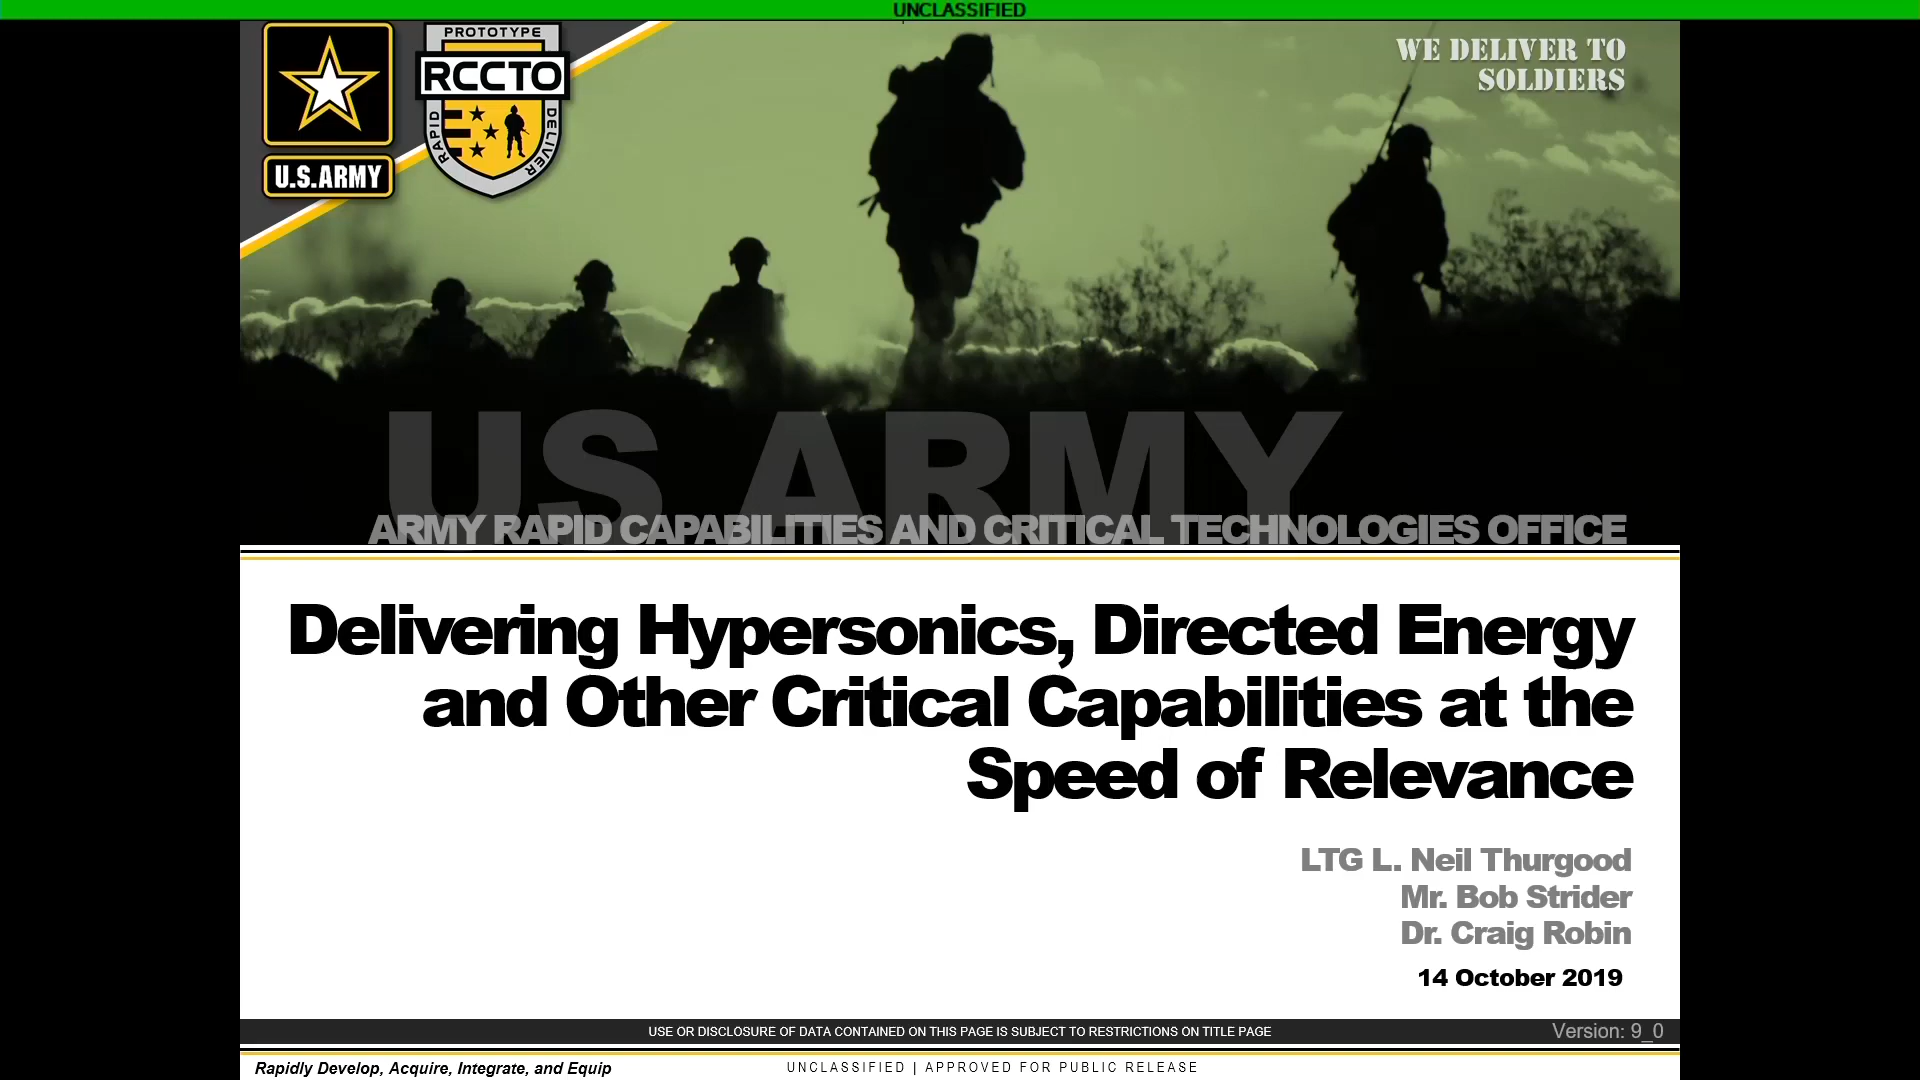 UNCLASSIFIED
PROTOTYPE
RCCTO
RAPID
DELIVER
U.S.ARMY
WE DELIVER TO
SOLDIERS
US ARMY
ARMY RAPID CAPABILITIES AND CRITICAL TECHNOLOGIES OFFICE
Delivering Hypersonics, Directed Energy
and Other Critical Capabilities at the
Speed of Relevance
LTG L. Neil Thurgood
Mr. Bob Strider
Dr. Craig Robin
14 October 2019
USE OR DISCLOSURE OF DATA CONTAINED ON THIS PAGE IS SUBJECT TO RESTRICTIONS ON TITLE PAGE
Version: 9_0
Rapidly Develop, Acquire, Integrate, and Equip
UNCLASSIFIED | APPROVED FOR PUBLIC RELEASE